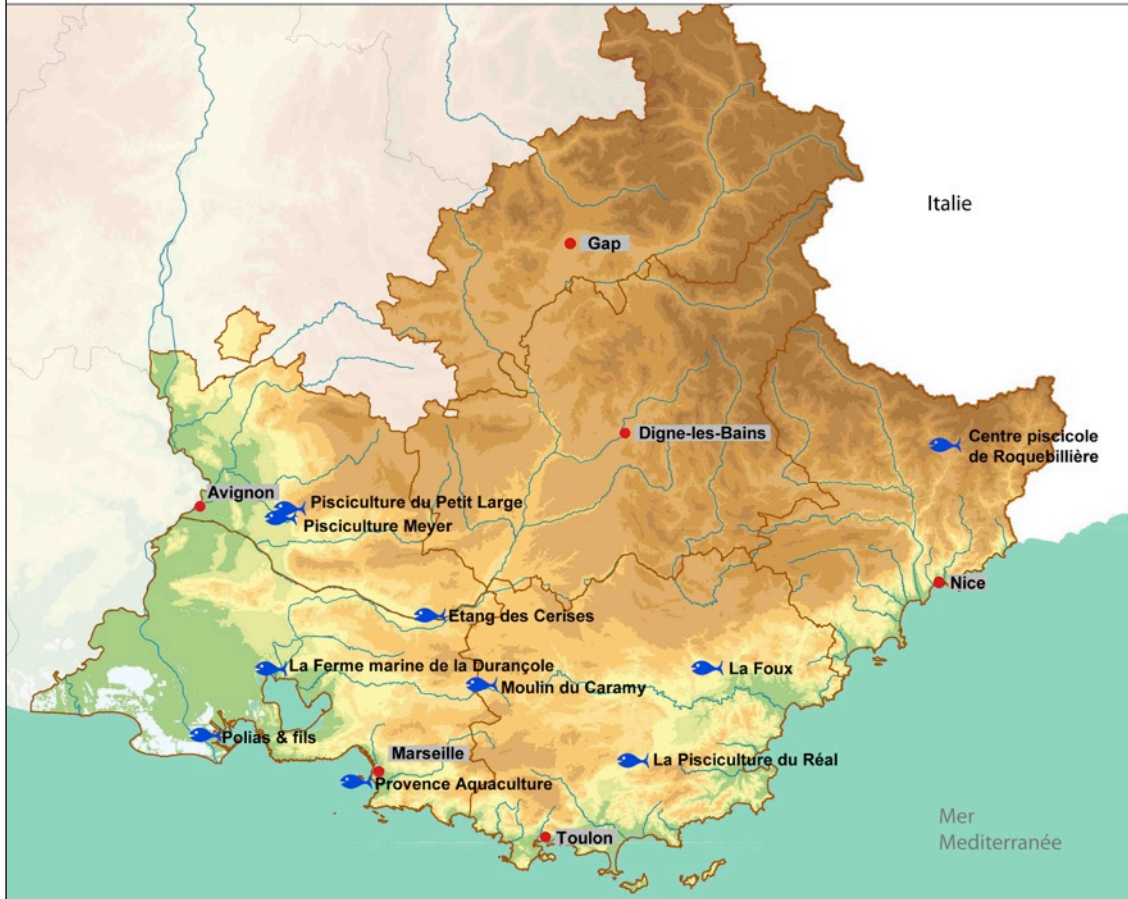 Italie
Gap
Digne-les-Bains
Centre piscicole
de Roquebillière
Avignon
Pisciculture du Petit Large
Pisciculture Meyer
Nice
Etang des Cerises
La Ferme marine de la Durançole
La Foux
Moulin du Caramy
Polias & fils
Marseille
La Pisciculture du Réal
Provence Aquaculture
Mer
Mediterranée
Toulon